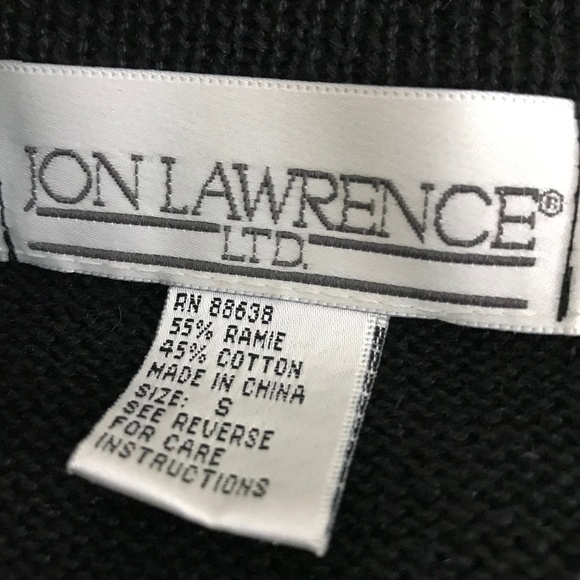 JON LAWRENCE®
LTD.
RN 88638
55% RAMIE
45% COTTON
MADE IN CHINA
SIZE: S
SEE REVERSE
FOR CARE
INSTRUCTIONS